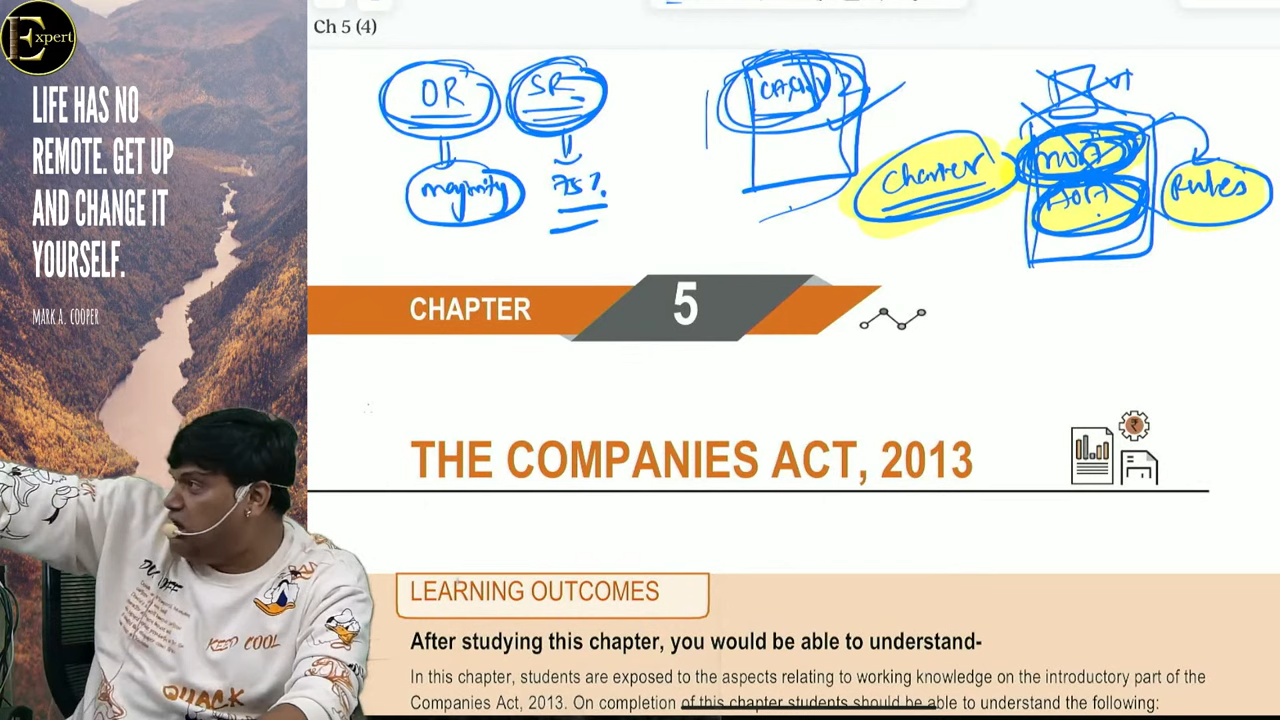 Expert
Ch 5 (4)
LIFE HAS NO
REMOTE. GET UP
AND CHANGE IT
YOURSELF.
MARK A. COOPER
OR SR
majority 75%
Charter
MOA
AOA
Rules
CHAPTER 5
THE COMPANIES ACT, 2013
KEEP COOL
QUACK
LEARNING OUTCOMES
After studying this chapter, you would be able to understand-
In this chapter, students are exposed to the aspects relating to working knowledge on the introductory part of the
Companies Act, 2013. On completion of this chapter students should be able to understand the following: